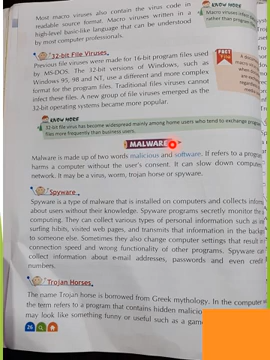 Most macro viruses also contain the virus code in
readable source format. Macro viruses written in a
high-level basic-like language that can be understood
by most computer professionals.
KNOW MORE
Macro viruses infect
rather than program
32-bit File Viruses
Previous file viruses were made for 16-bit program files used
by MS-DOS. The 32-bit versions of Windows, such as
Windows 95, 98 and NT, use a different and more complex
format for the program files. Traditional files viruses cannot
infect these files. A new group of file viruses emerged as the
32-bit operating systems became more popular.
FACT FILE
KNOW MORE
32 bit file virus has become widespread mainly among home users who tend to exchange program
files more frequently than business users.
MALWARE
Malware is made up of two words malicious and software. It refers to a program
harms a computer without the user's consent. It can slow down computer
network. It may be a virus, worm, trojan horse or spyware.
Spyware
Spyware is a type of malware that is installed on computers and collects
about users without their knowledge. Spyware programs secretly monitor the
computing. They can collect various types of personal information such as
surfing habits, visited web pages, and transmits that information in the
to someone else. Sometimes they also change computer settings that result
connection speed and wrong functionality of other programs. Spyware
collect information about e-mail addresses, passwords and even credit
numbers.
Trojan Horses
The name Trojan horse is borrowed from Greek mythology. In the computer
the term refers to a program that contains hidden
may look like something funny or useful such as a game
26